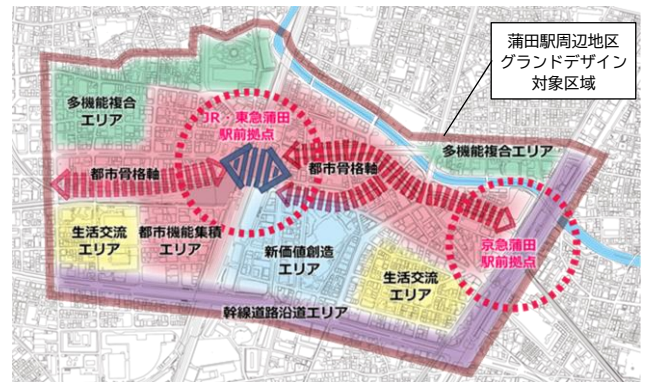 蒲田駅周辺地区
グランドデザイン
対象区域
多機能複合
エリア
JR・東急蒲田
駅前拠点
多機能複合エリア
都市骨格軸
都市骨格軸
生活交流
エリア
都市機能集積
エリア
新価値創造
エリア
京急蒲田
駅前拠点
生活交流
エリア
幹線道路沿道エリア